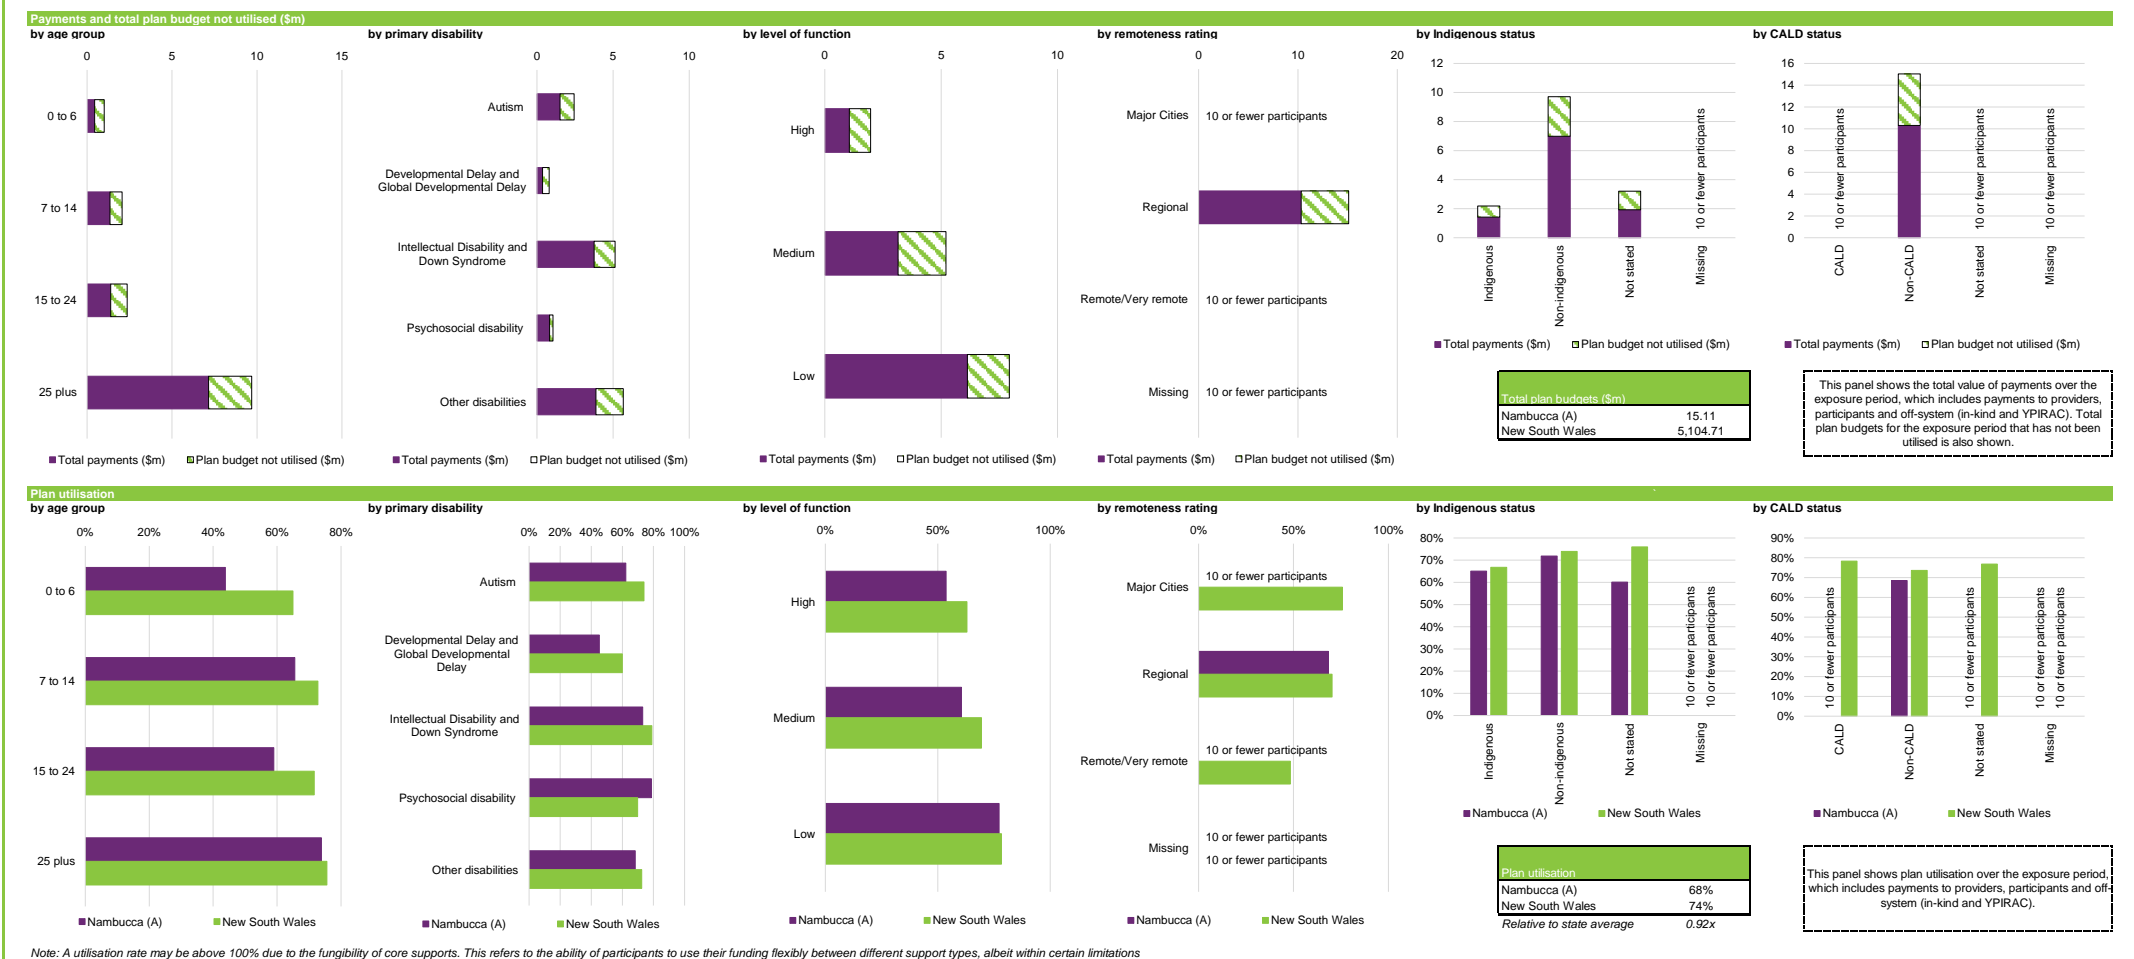 Payments and total plan budget not utilised ($m)
by age group
0 5 10 15
0 to 6
7 to 14
15 to 24
25 plus
Total payments ($m) Plan budget not utilised ($m)
by primary disability
0 5 10
Autism
Developmental Delay and
Global Developmental Delay
Intellectual Disability and
Down Syndrome
Psychosocial disability
Other disabilities
Total payments ($m) Plan budget not utilised ($m)
by level of function
0 5 10
High
Medium
Low
Total payments ($m) Plan budget not utilised ($m)
by remoteness rating
0 10 20
Major Cities 10 or fewer participants
Regional
Remote/Very remote 10 or fewer participants
Missing 10 or fewer participants
Total payments ($m) Plan budget not utilised ($m)
by Indigenous status
12
10
8
6
4
2
0
10 or fewer participants
Indigenous
Non-indigenous
Not stated
Missing
Total payments ($m) Plan budget not utilised ($m)
by CALD status
16
14
12
10
8
6
4
2
0
10 or fewer participants
10 or fewer participants
10 or fewer participants
CALD
Non-CALD
Not stated
Missing
Total payments ($m) Plan budget not utilised ($m)
Total plan budgets ($m)
Nambucca (A) 15.11
New South Wales 5,104.71
This panel shows the total value of payments over the
exposure period, which includes payments to providers,
participants and off-system (in-kind and YPIRAC). Total
plan budgets for the exposure period that has not been
utilised is also shown.
Plan utilisation
by age group
0% 20% 40% 60% 80%
0 to 6
7 to 14
15 to 24
25 plus
Nambucca (A) New South Wales
by primary disability
0% 20% 40% 60% 80% 100%
Autism
Developmental Delay and
Global Developmental
Delay
Intellectual Disability and
Down Syndrome
Psychosocial disability
Other disabilities
Nambucca (A) New South Wales
by level of function
0% 50% 100%
High
Medium
Low
Nambucca (A) New South Wales
by remoteness rating
0% 50% 100%
10 or fewer participants
Major Cities
Regional
10 or fewer participants
Remote/Very remote
10 or fewer participants
Missing
10 or fewer participants
Nambucca (A) New South Wales
by Indigenous status
80%
70%
60%
50%
40%
30%
20%
10%
0%
10 or fewer participants
10 or fewer participants
Indigenous
Non-indigenous
Not stated
Missing
Nambucca (A) New South Wales
by CALD status
90%
80%
70%
60%
50%
40%
30%
20%
10%
0%
10 or fewer participants
10 or fewer participants
10 or fewer participants
10 or fewer participants
CALD
Non-CALD
Not stated
Missing
Nambucca (A) New South Wales
Plan utilisation
Nambucca (A) 68%
New South Wales 74%
Relative to state average 0.92x
This panel shows plan utilisation over the exposure period,
which includes payments to providers, participants and off-
system (in-kind and YPIRAC).
Note: A utilisation rate may be above 100% due to the fungibility of core supports. This refers to the ability of participants to use their funding flexibly between different support types, albeit within certain limitations